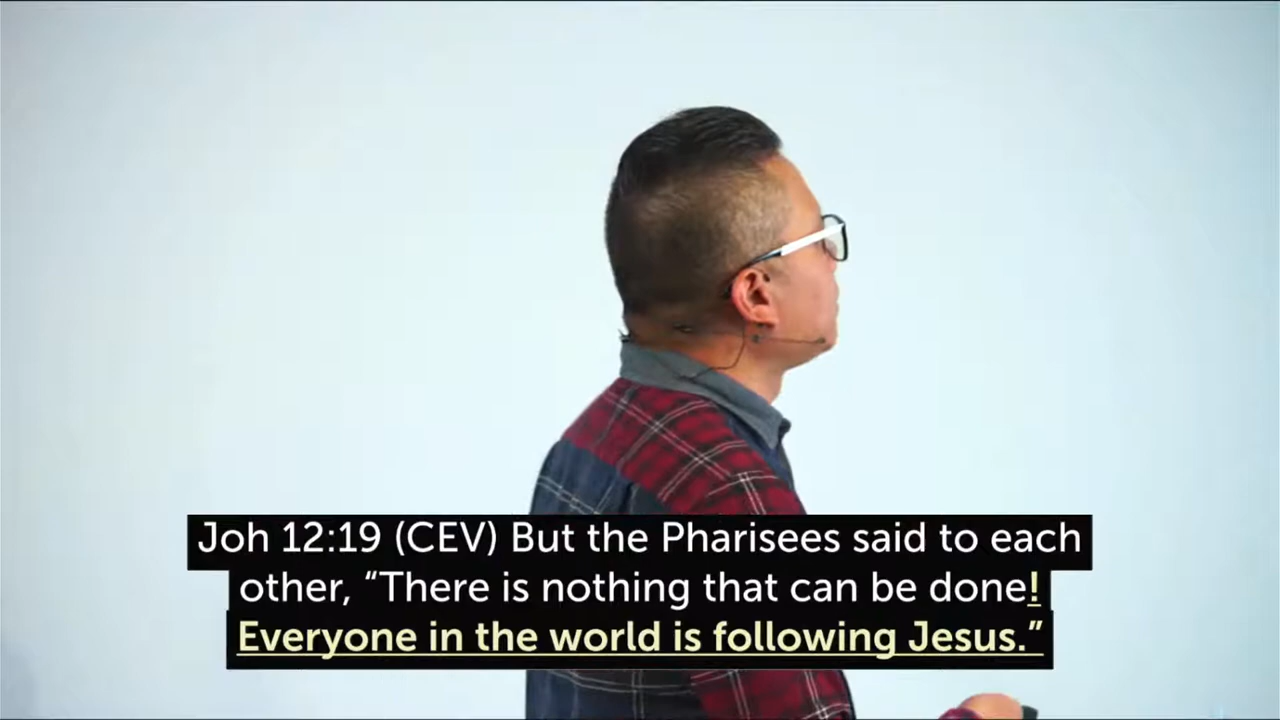 Joh 12:19 (CEV) But the Pharisees said to each
other, “There is nothing that can be done!
Everyone in the world is following Jesus.”